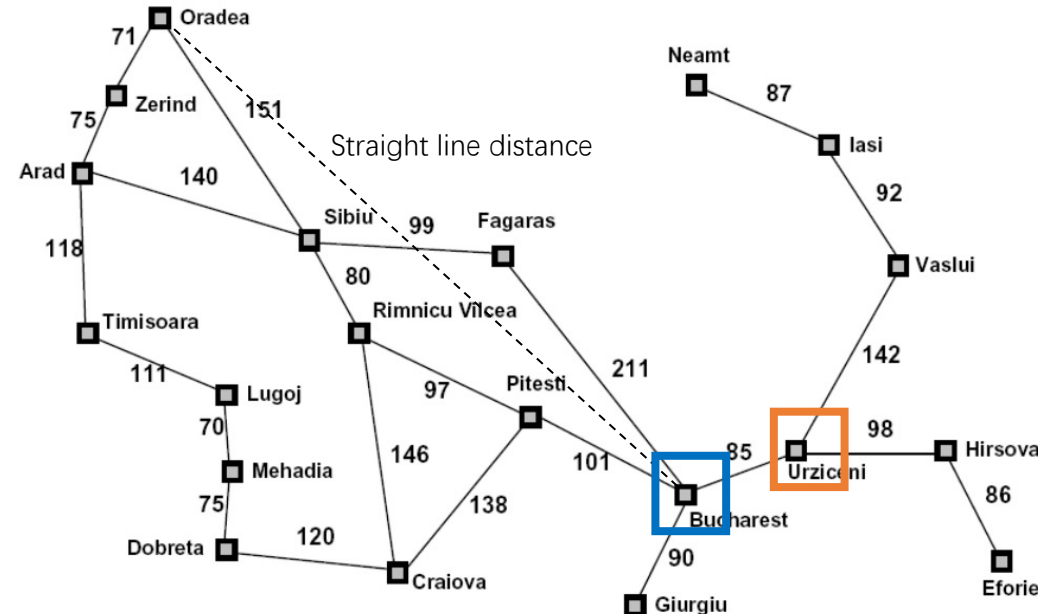 Oradea
71
Neamt
87
Zerind
151
75
Straight line distance
Iasi
Arad
140
92
Sibiu
99
Fagaras
118
80
Vaslui
Rimnicu Vilcea
Timisoara
142
111
211
Lugoj
97
Pitesti
70
98
146
101
85
Hirsova
Mehadia
Urziceni
75
138
86
Bucharest
120
Dobreta
90
Craiova
Eforie
Giurgiu